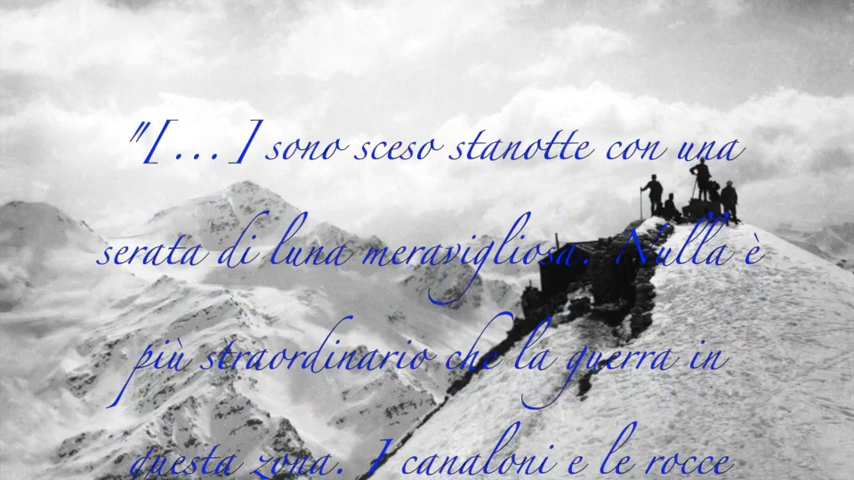 "[...] sono sceso stanotte con una
serata di luna meravigliosa. Nulla è
più straordinario che la guerra in
questa zona. I canaloni e le rocce